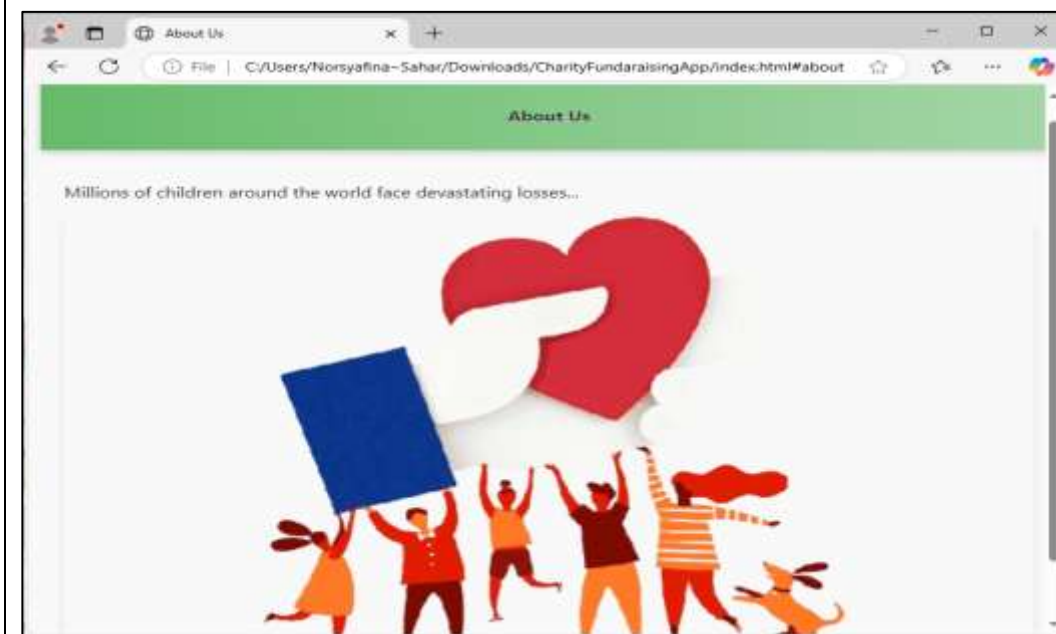 About Us
File | C:/Users/Norsyafina~Sahar/Downloads/CharityFundaraisingApp/index.html#about
About Us
Millions of children around the world face devastating losses...